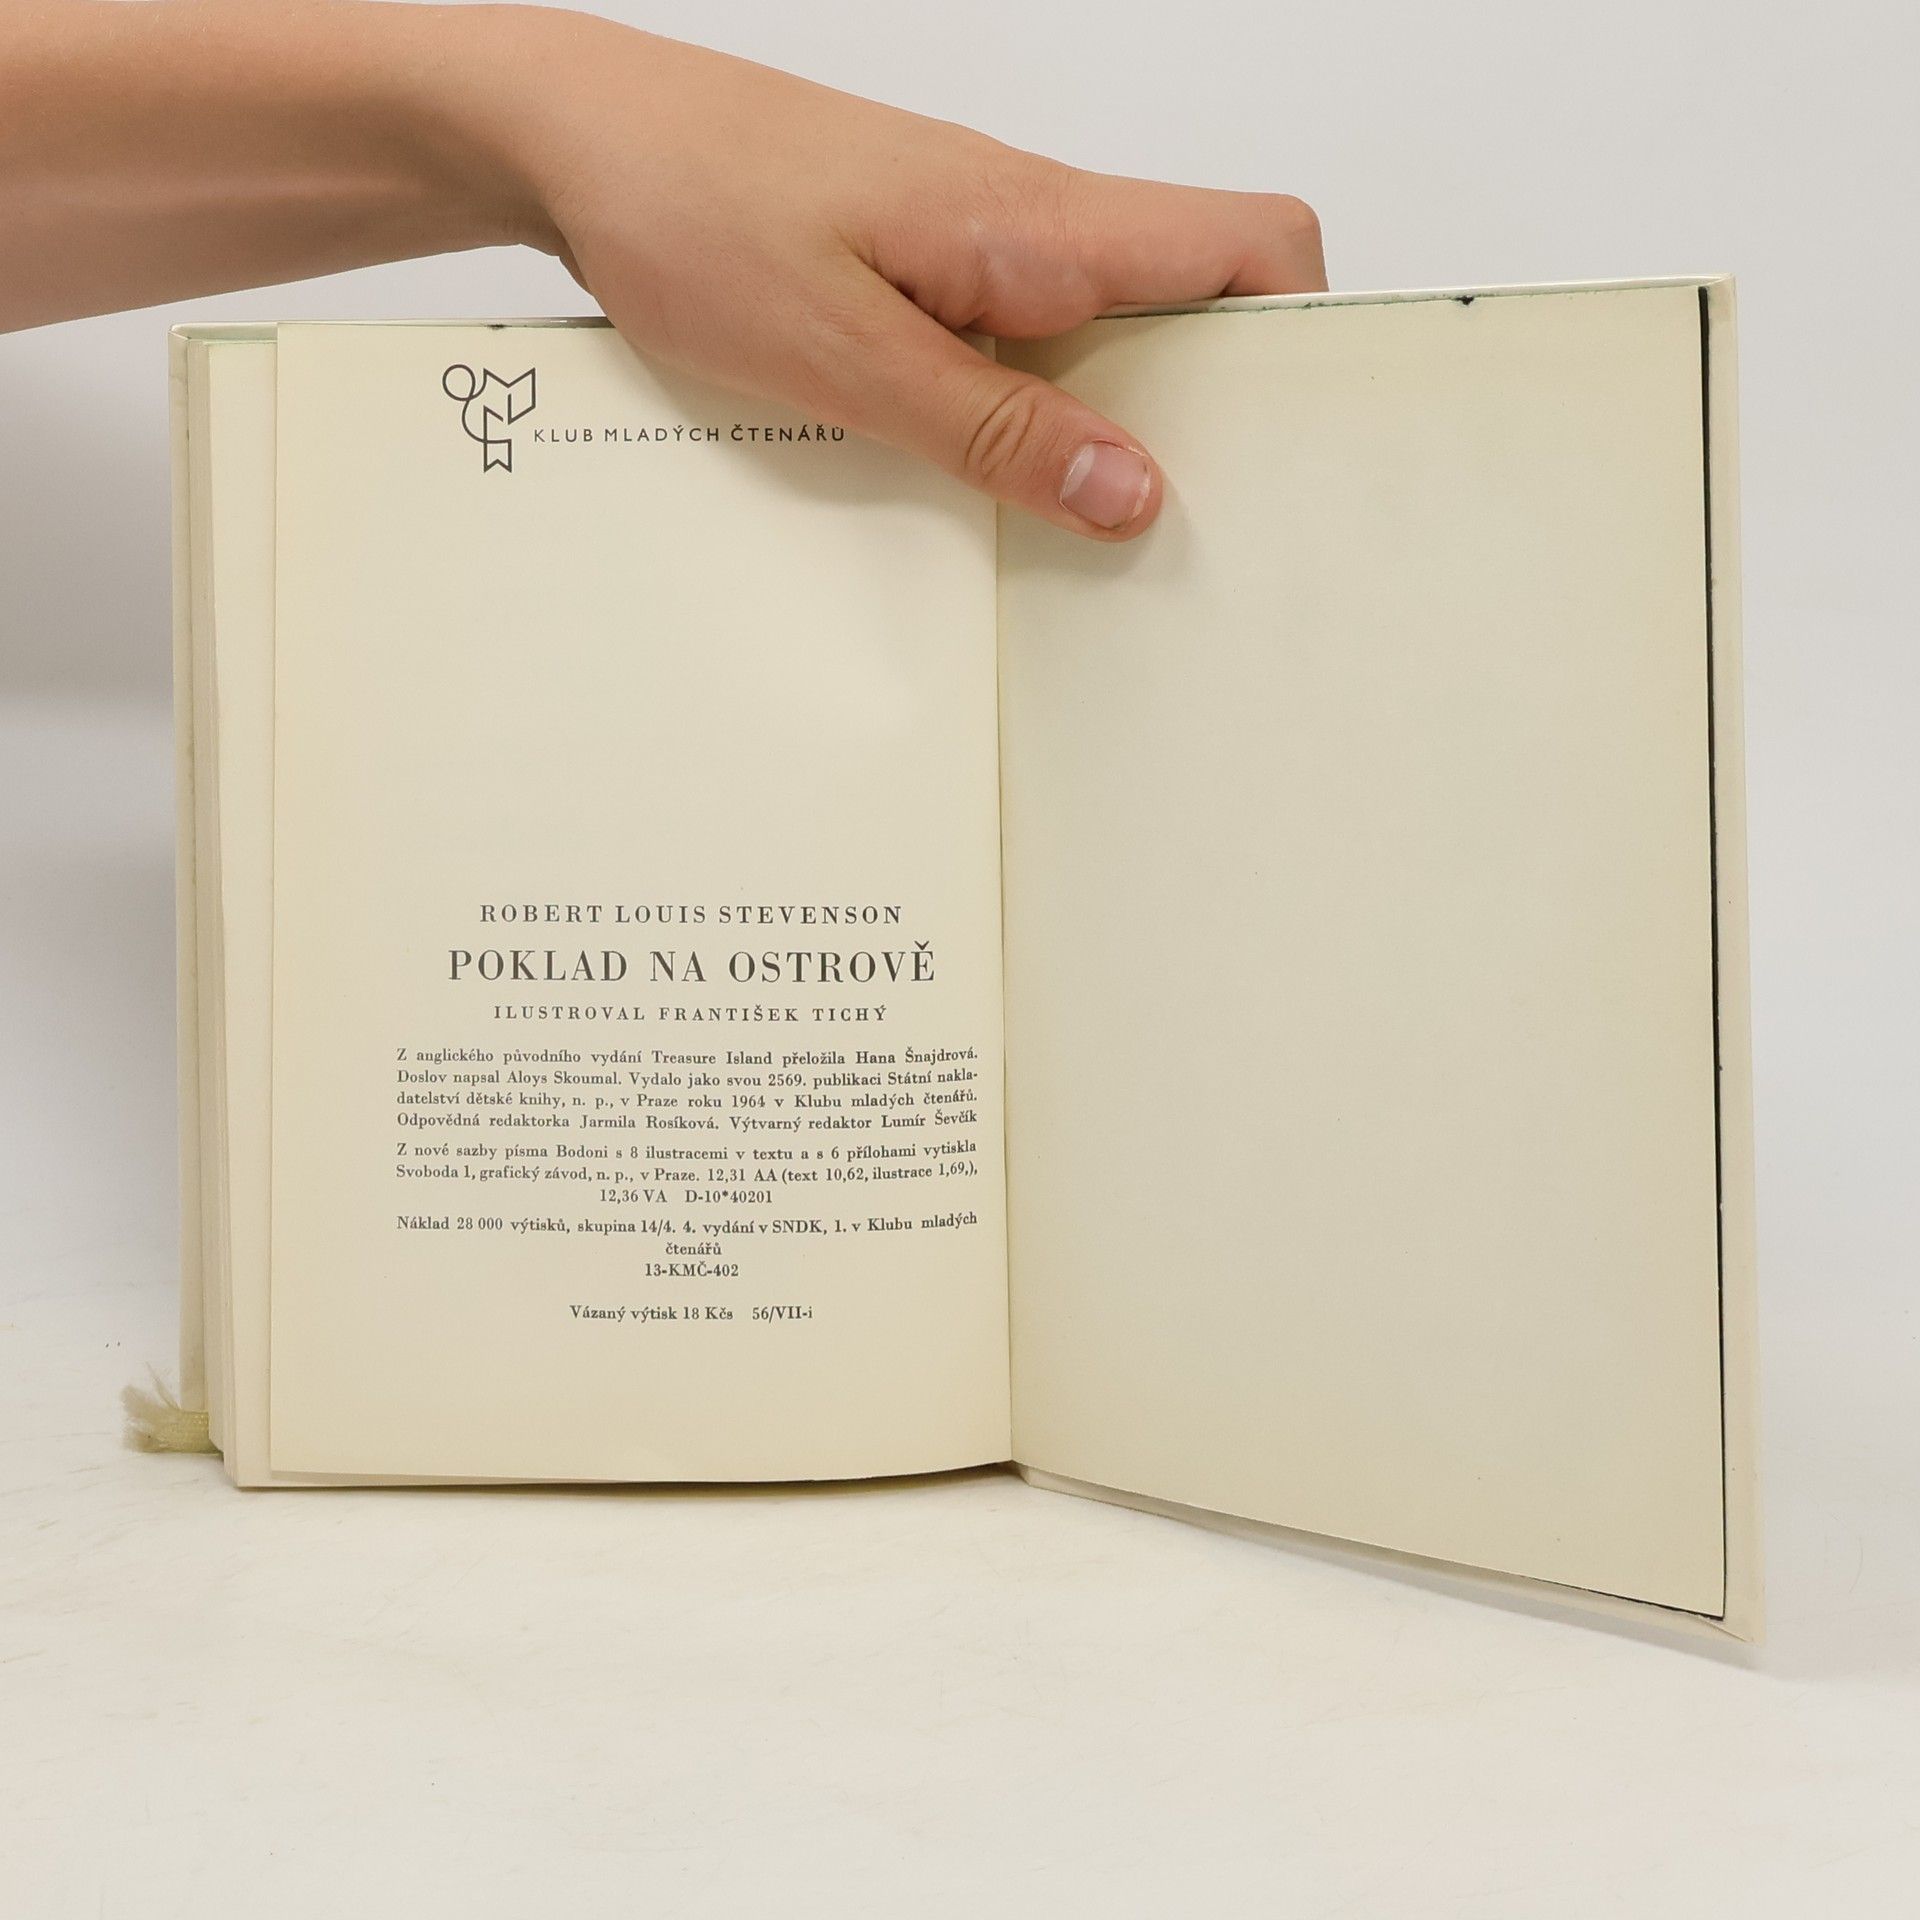 KLUB MLADÝCH ČTENÁŘŮ
ROBERT LOUIS STEVENSON
POKLAD NA OSTROVĚ
ILUSTROVAL FRANTIŠEK TICHÝ
Z anglického původního vydání Treasure Island přeložila Hana Šnajdrová.
Doslov napsal Aloys Skoumal. Vydalo jako svou 2569. publikaci Státní nakla-
datelství dětské knihy, n. p., v Praze roku 1964 v Klubu mladých čtenářů.
Odpovědná redaktorka Jarmila Rosíková. Výtvarný redaktor Lumír Ševčík
Z nové sazby písma Bodoni s 8 ilustracemi v textu a s 6 přílohami vytiskla
Svoboda 1, grafický závod, n. p., v Praze. 12,31 AA (text 10,62, ilustrace 1,69,),
12,36 VA D-10*40201
Náklad 28 000 výtisků, skupina 14/4. 4. vydání v SNDK, 1. v Klubu mladých
čtenářů
13-KMČ-402
Vázaný výtisk 18 Kčs 56/VII-i